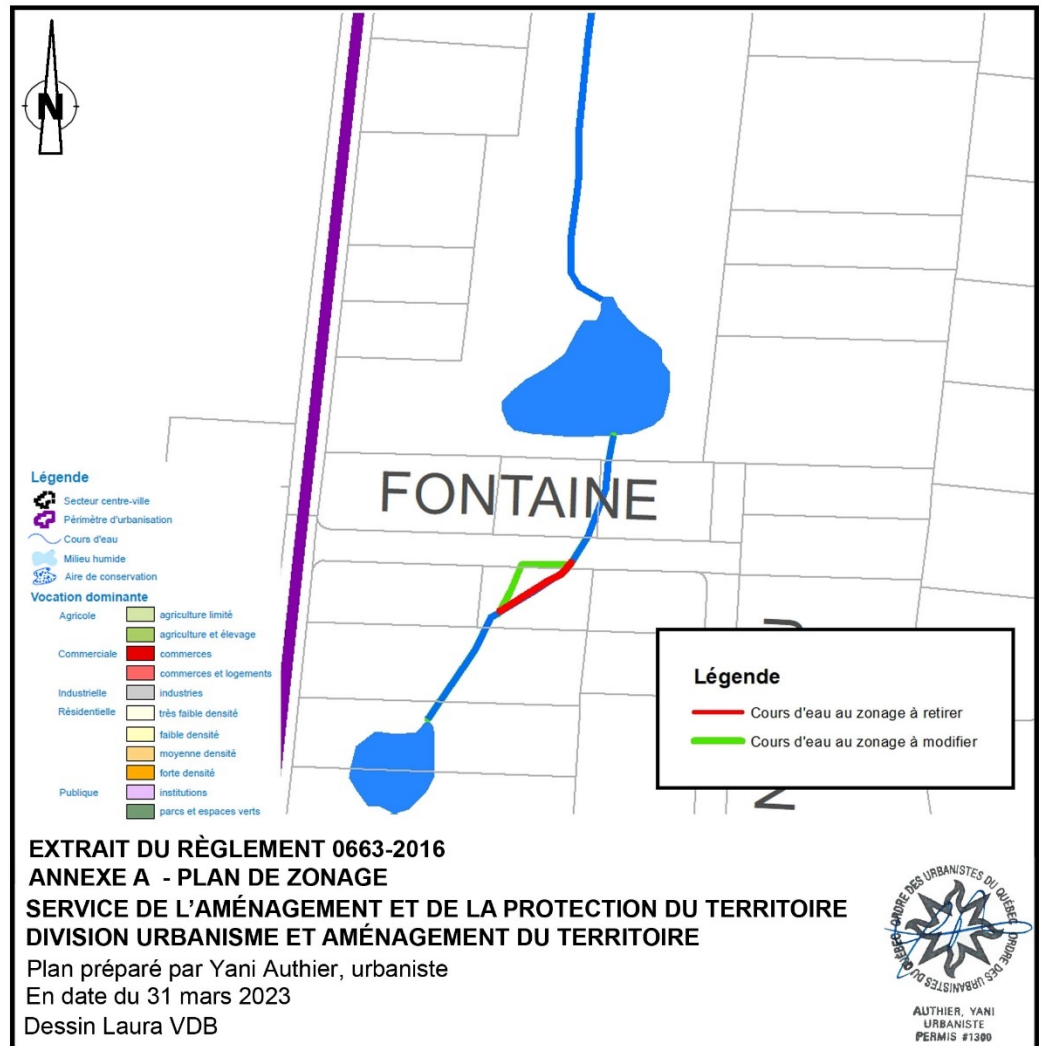 N
FONTAINE
Légende
Secteur centre-ville
Périmètre d'urbanisation
Cours d'eau
Milieu humide
Aire de conservation
Vocation dominante
Agricole agriculture limité
agriculture et élevage
Commerciale commerces
commerces et logements
Industrielle industries
Résidentielle très faible densité
faible densité
moyenne densité
forte densité
Publique institutions
parcs et espaces verts
Légende
Cours d'eau au zonage à retirer
Cours d'eau au zonage à modifier
EXTRAIT DU RÈGLEMENT 0663-2016
ANNEXE A - PLAN DE ZONAGE
SERVICE DE L'AMÉNAGEMENT ET DE LA PROTECTION DU TERRITOIRE
DIVISION URBANISME ET AMÉNAGEMENT DU TERRITOIRE
Plan préparé par Yani Authier, urbaniste
En date du 31 mars 2023
Dessin Laura VDB
ORDRE DES URBANISTES DU QUÉBEC ORDRE DES URBANISTES DU QUÉBEC
AUTHIER, YANI
URBANISTE
PERMIS #1300